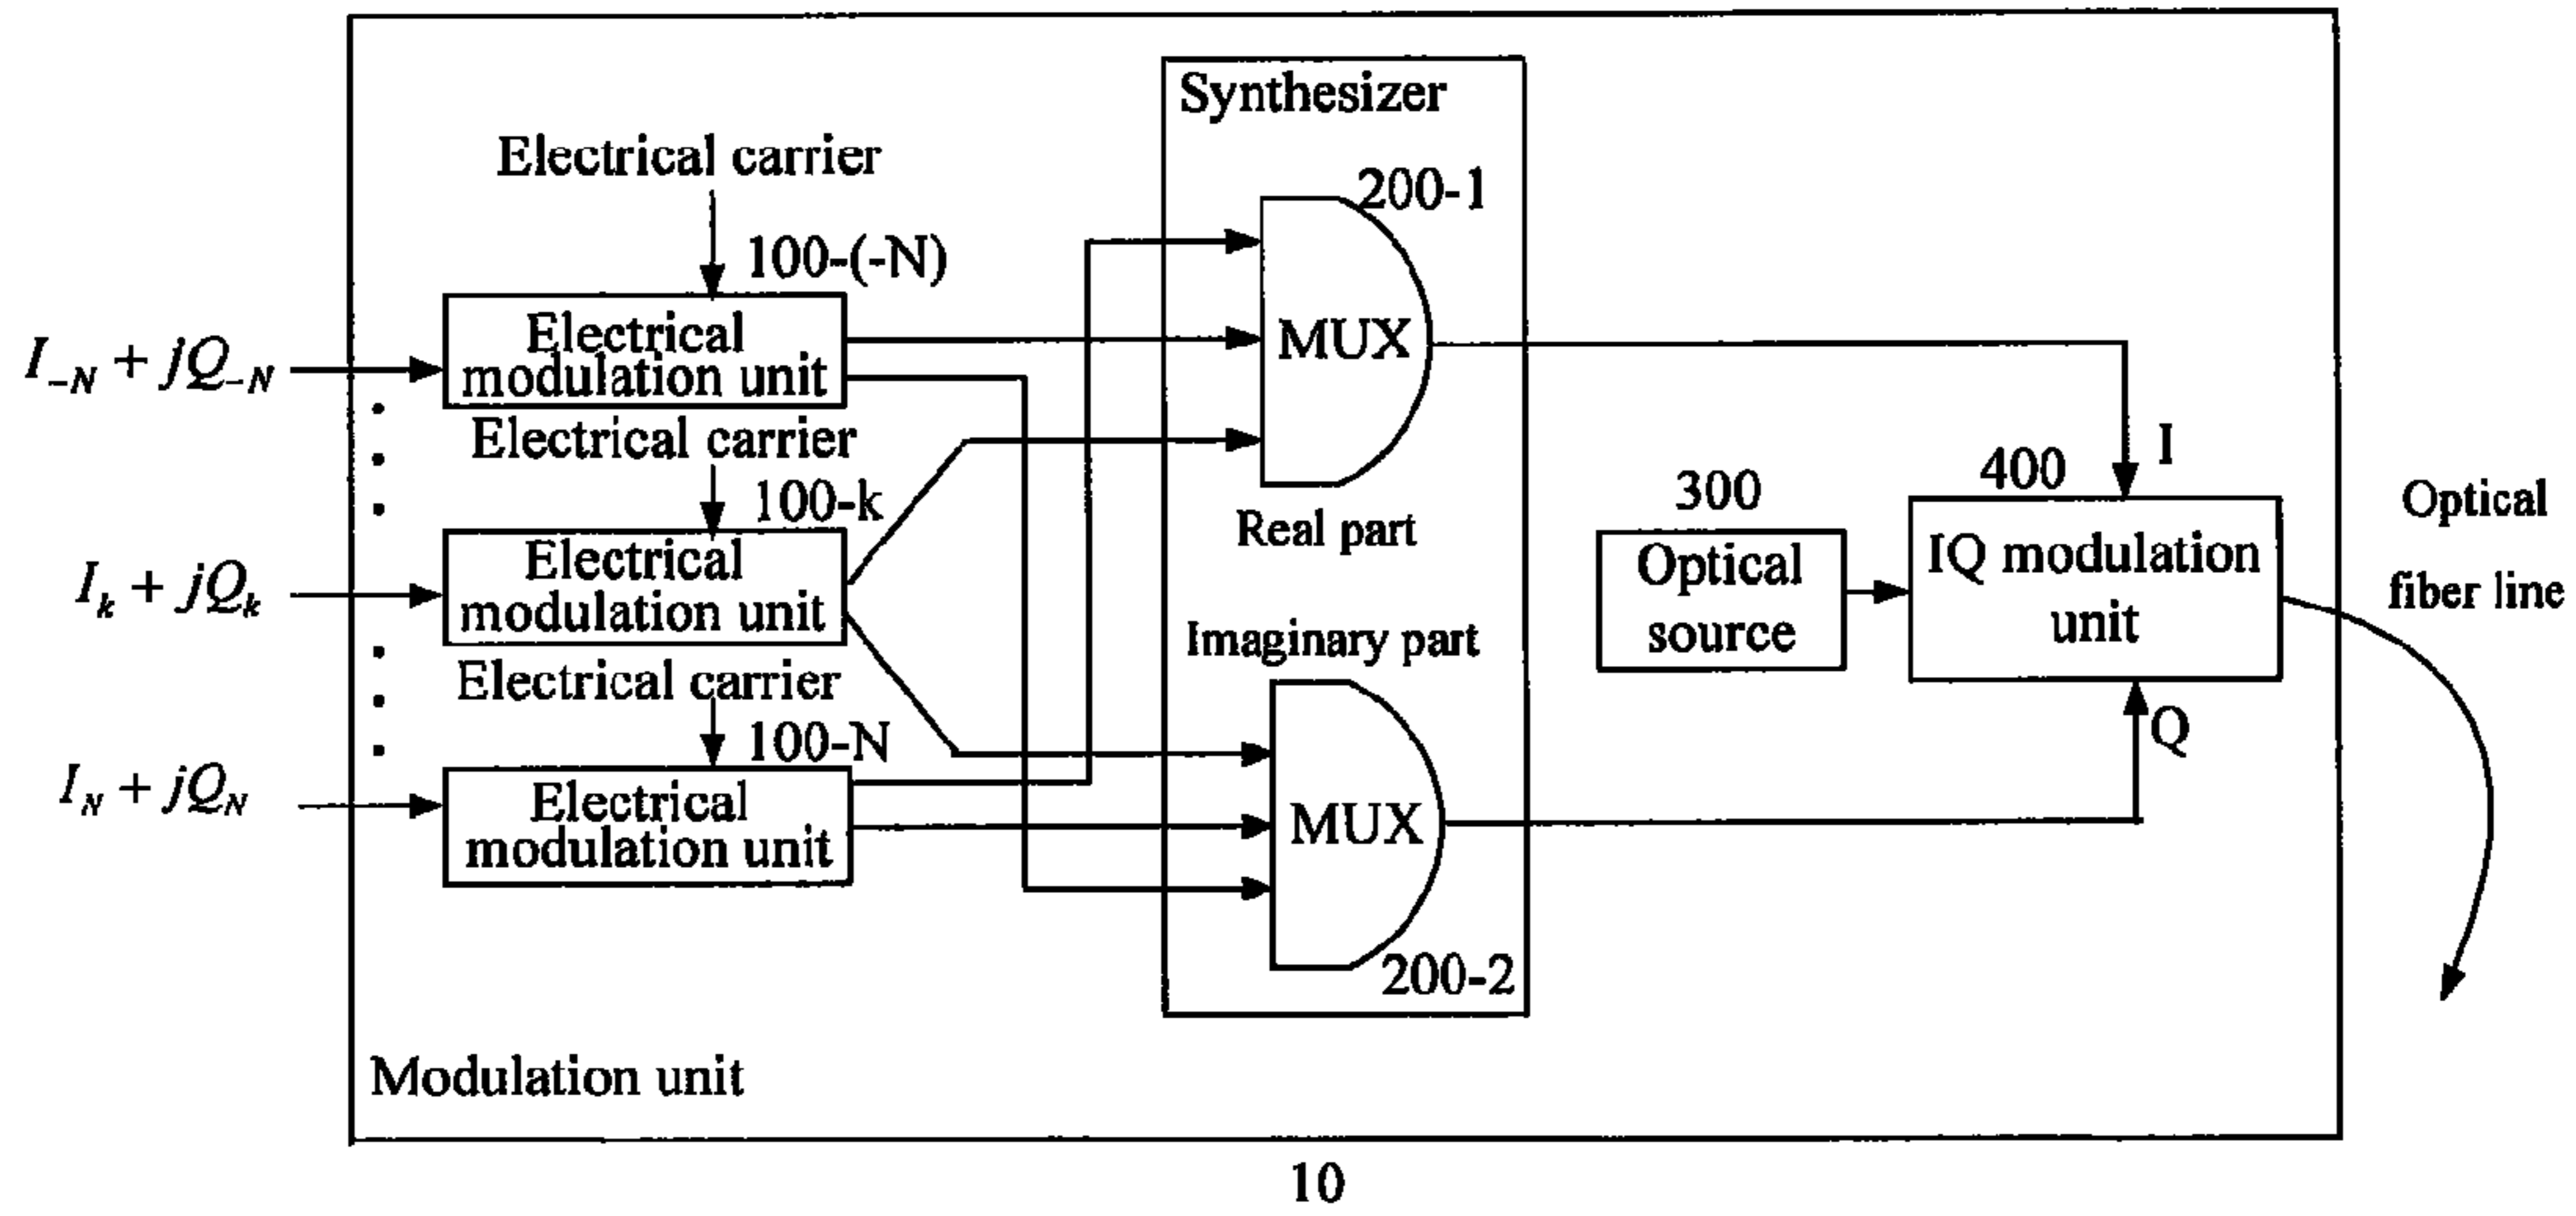 Synthesizer
Electrical carrier
200-1
100-(-N)
Electrical
modulation unit
MUX
I_{-N} + jQ_{-N}
Electrical carrier
100-k
Electrical
modulation unit
I_k + jQ_k
Real part
Imaginary part
Electrical carrier
100-N
Electrical
modulation unit
I_N + jQ_N
MUX
200-2
300
Optical
source
400
I
IQ modulation
unit
Q
Optical
fiber line
Modulation unit
10